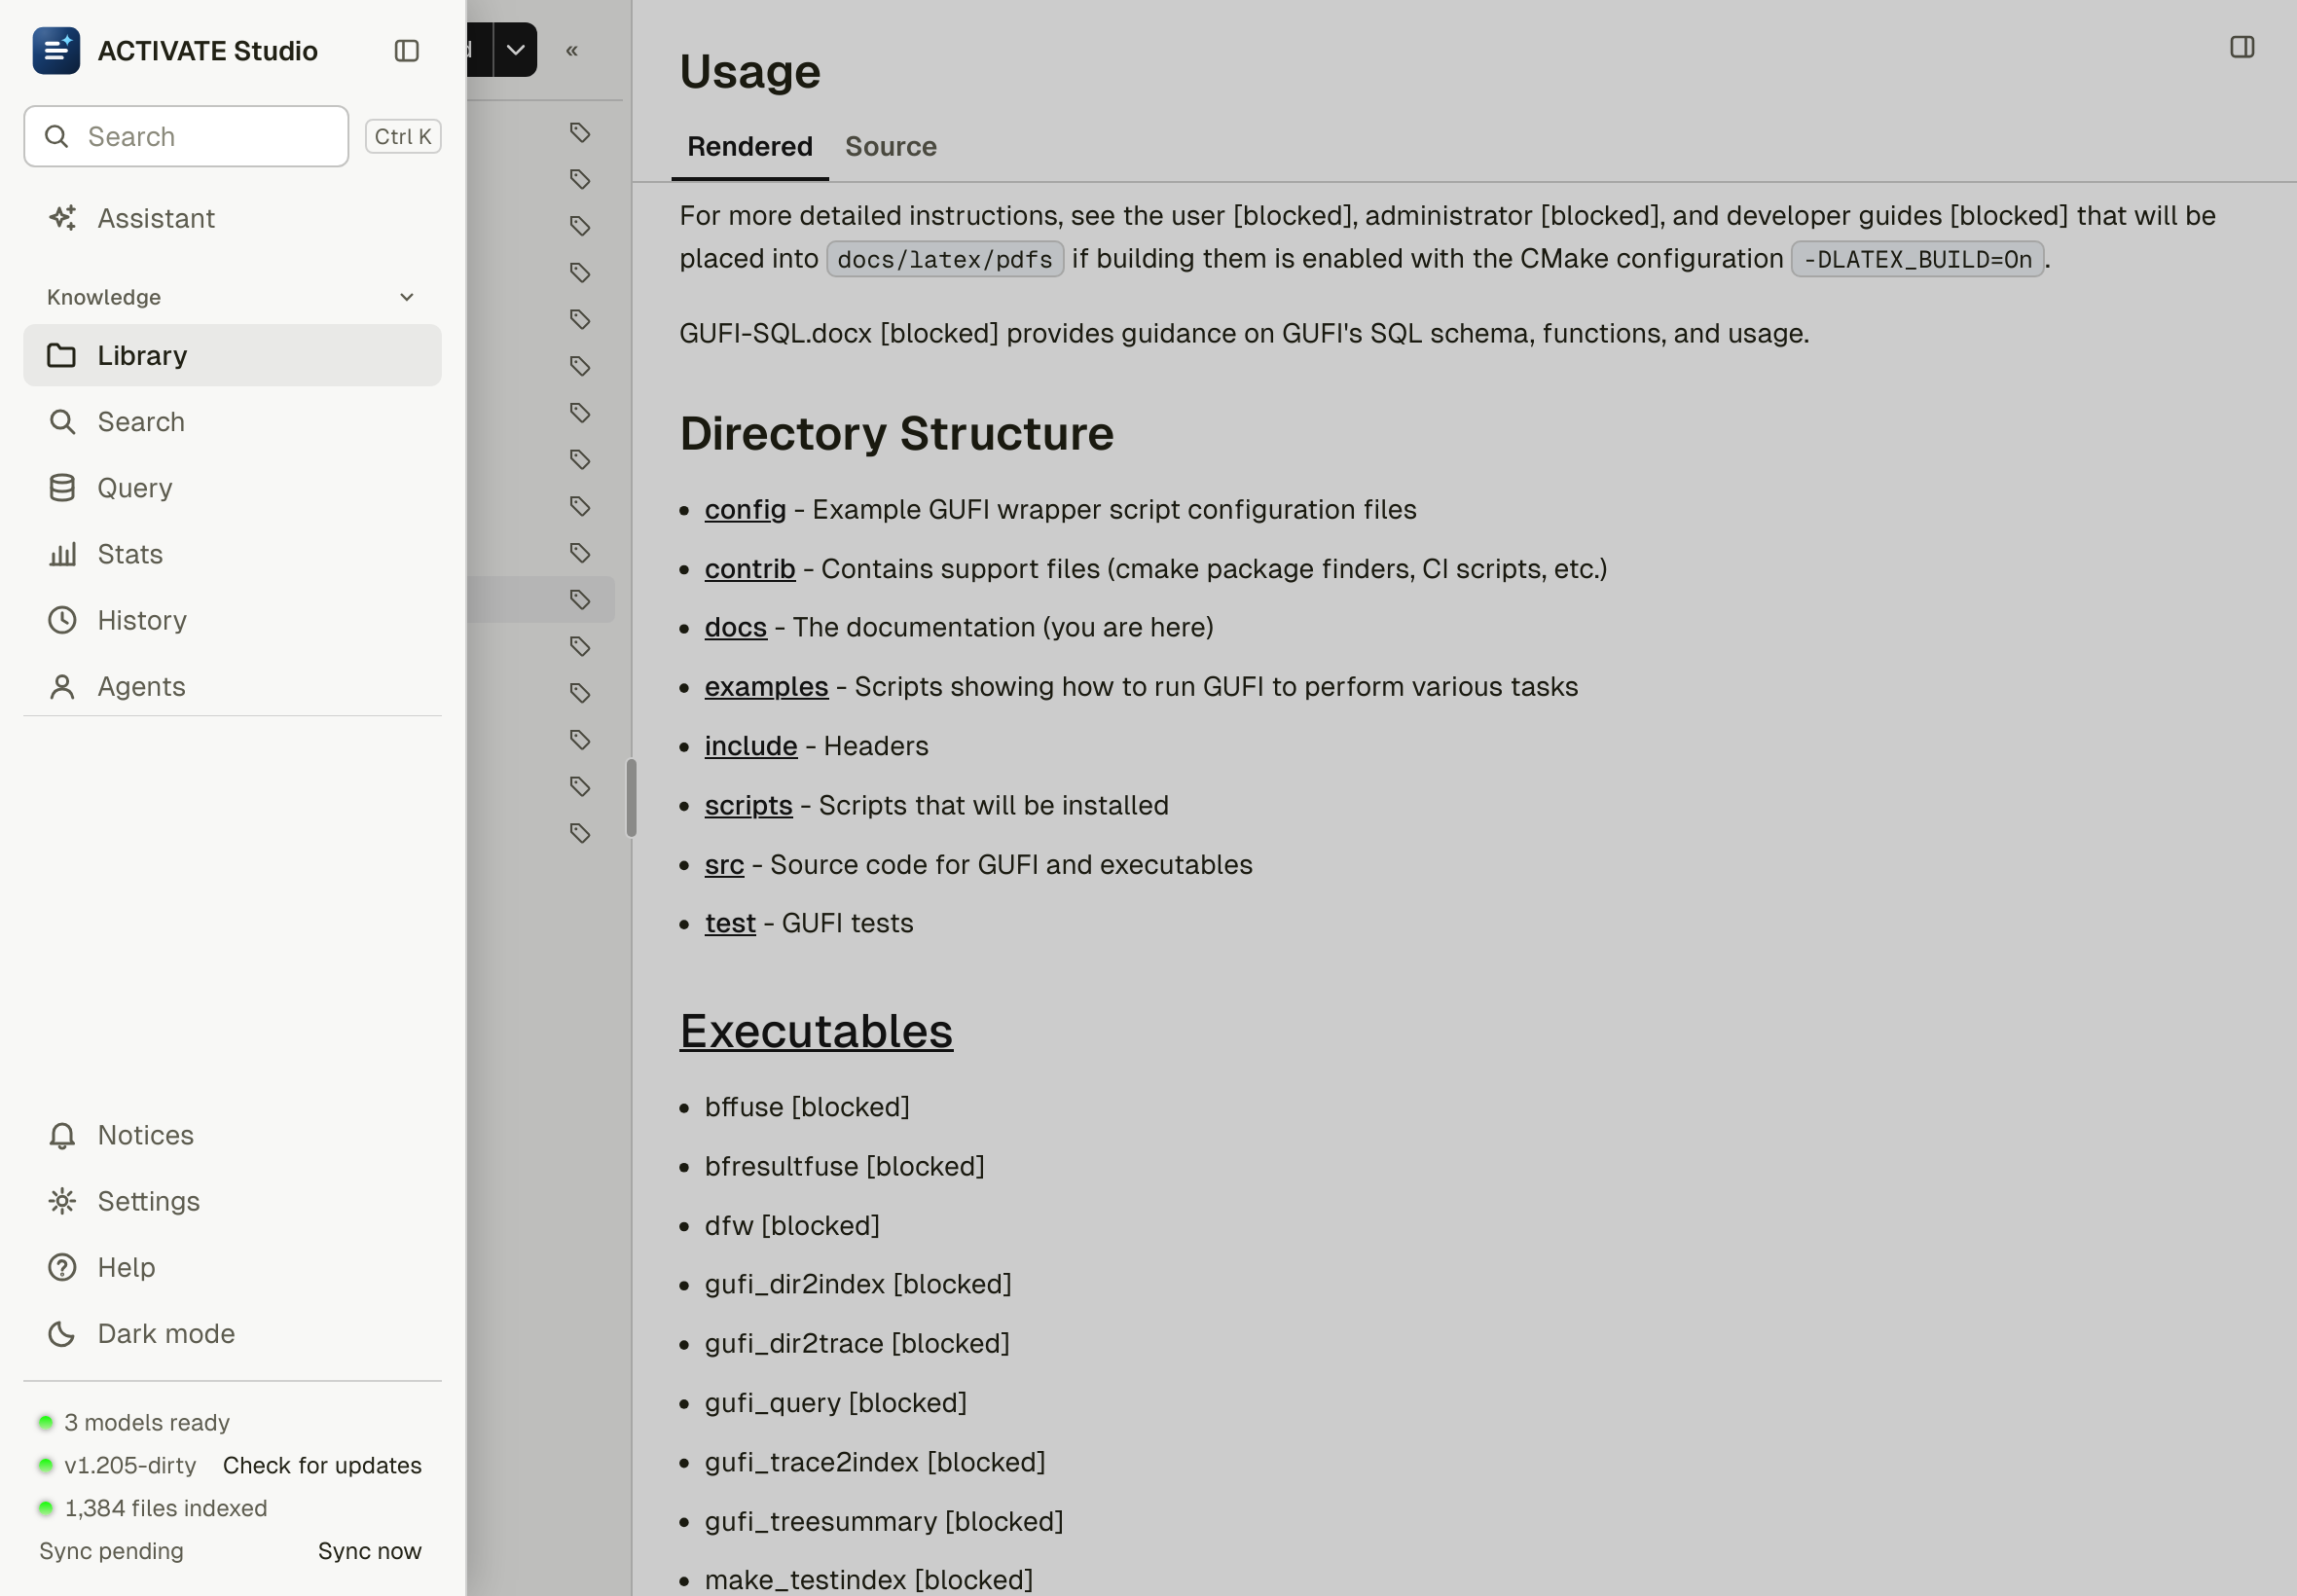 ACTIVATE Studio
Search
Ctrl K
Assistant
Knowledge
Library
Search
Query
Stats
History
Agents
Notices
Settings
Help
Dark mode
3 models ready
v1.205-dirty Check for updates
1,384 files indexed
Sync pending Sync now
«
Usage
Rendered Source
For more detailed instructions, see the user [blocked], administrator [blocked], and developer guides [blocked] that will be
placed into docs/latex/pdfs if building them is enabled with the CMake configuration -DLATEX_BUILD=On.
GUFI-SQL.docx [blocked] provides guidance on GUFI's SQL schema, functions, and usage.
Directory Structure
• config - Example GUFI wrapper script configuration files
• contrib - Contains support files (cmake package finders, CI scripts, etc.)
• docs - The documentation (you are here)
• examples - Scripts showing how to run GUFI to perform various tasks
• include - Headers
• scripts - Scripts that will be installed
• src - Source code for GUFI and executables
• test - GUFI tests
Executables
• bffuse [blocked]
• bfresultfuse [blocked]
• dfw [blocked]
• gufi_dir2index [blocked]
• gufi_dir2trace [blocked]
• gufi_query [blocked]
• gufi_trace2index [blocked]
• gufi_treesummary [blocked]
• make_testindex [blocked]